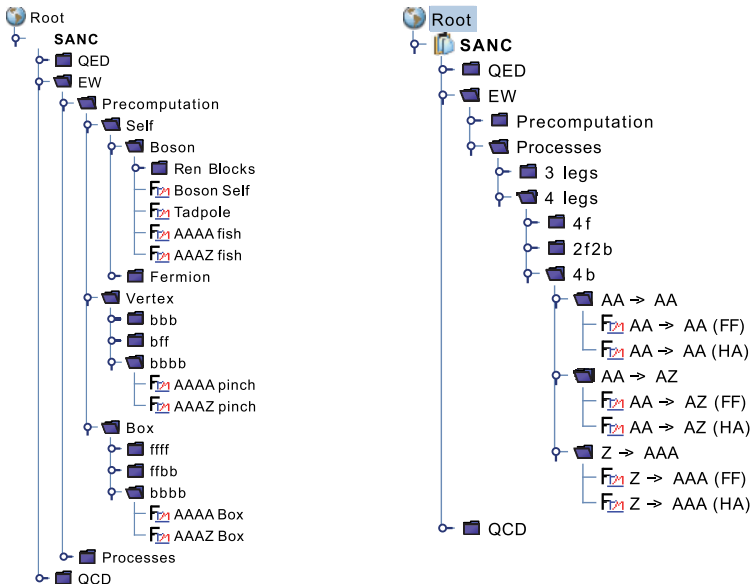 Root
SANC
QED
EW
Precomputation
Self
Boson
Ren Blocks
Boson Self
Tadpole
AAAA fish
AAAZ fish
Fermion
Vertex
bbb
bff
bbbb
AAAA pinch
AAAZ pinch
Box
ffff
ffbb
bbbb
AAAA Box
AAAZ Box
Processes
QCD
Root
SANC
QED
EW
Precomputation
Processes
3 legs
4 legs
4f
2f2b
4b
AA -> AA
AA -> AA (FF)
AA -> AA (HA)
AA -> AZ
AA -> AZ (FF)
AA -> AZ (HA)
Z -> AAA
Z -> AAA (FF)
Z -> AAA (HA)
QCD